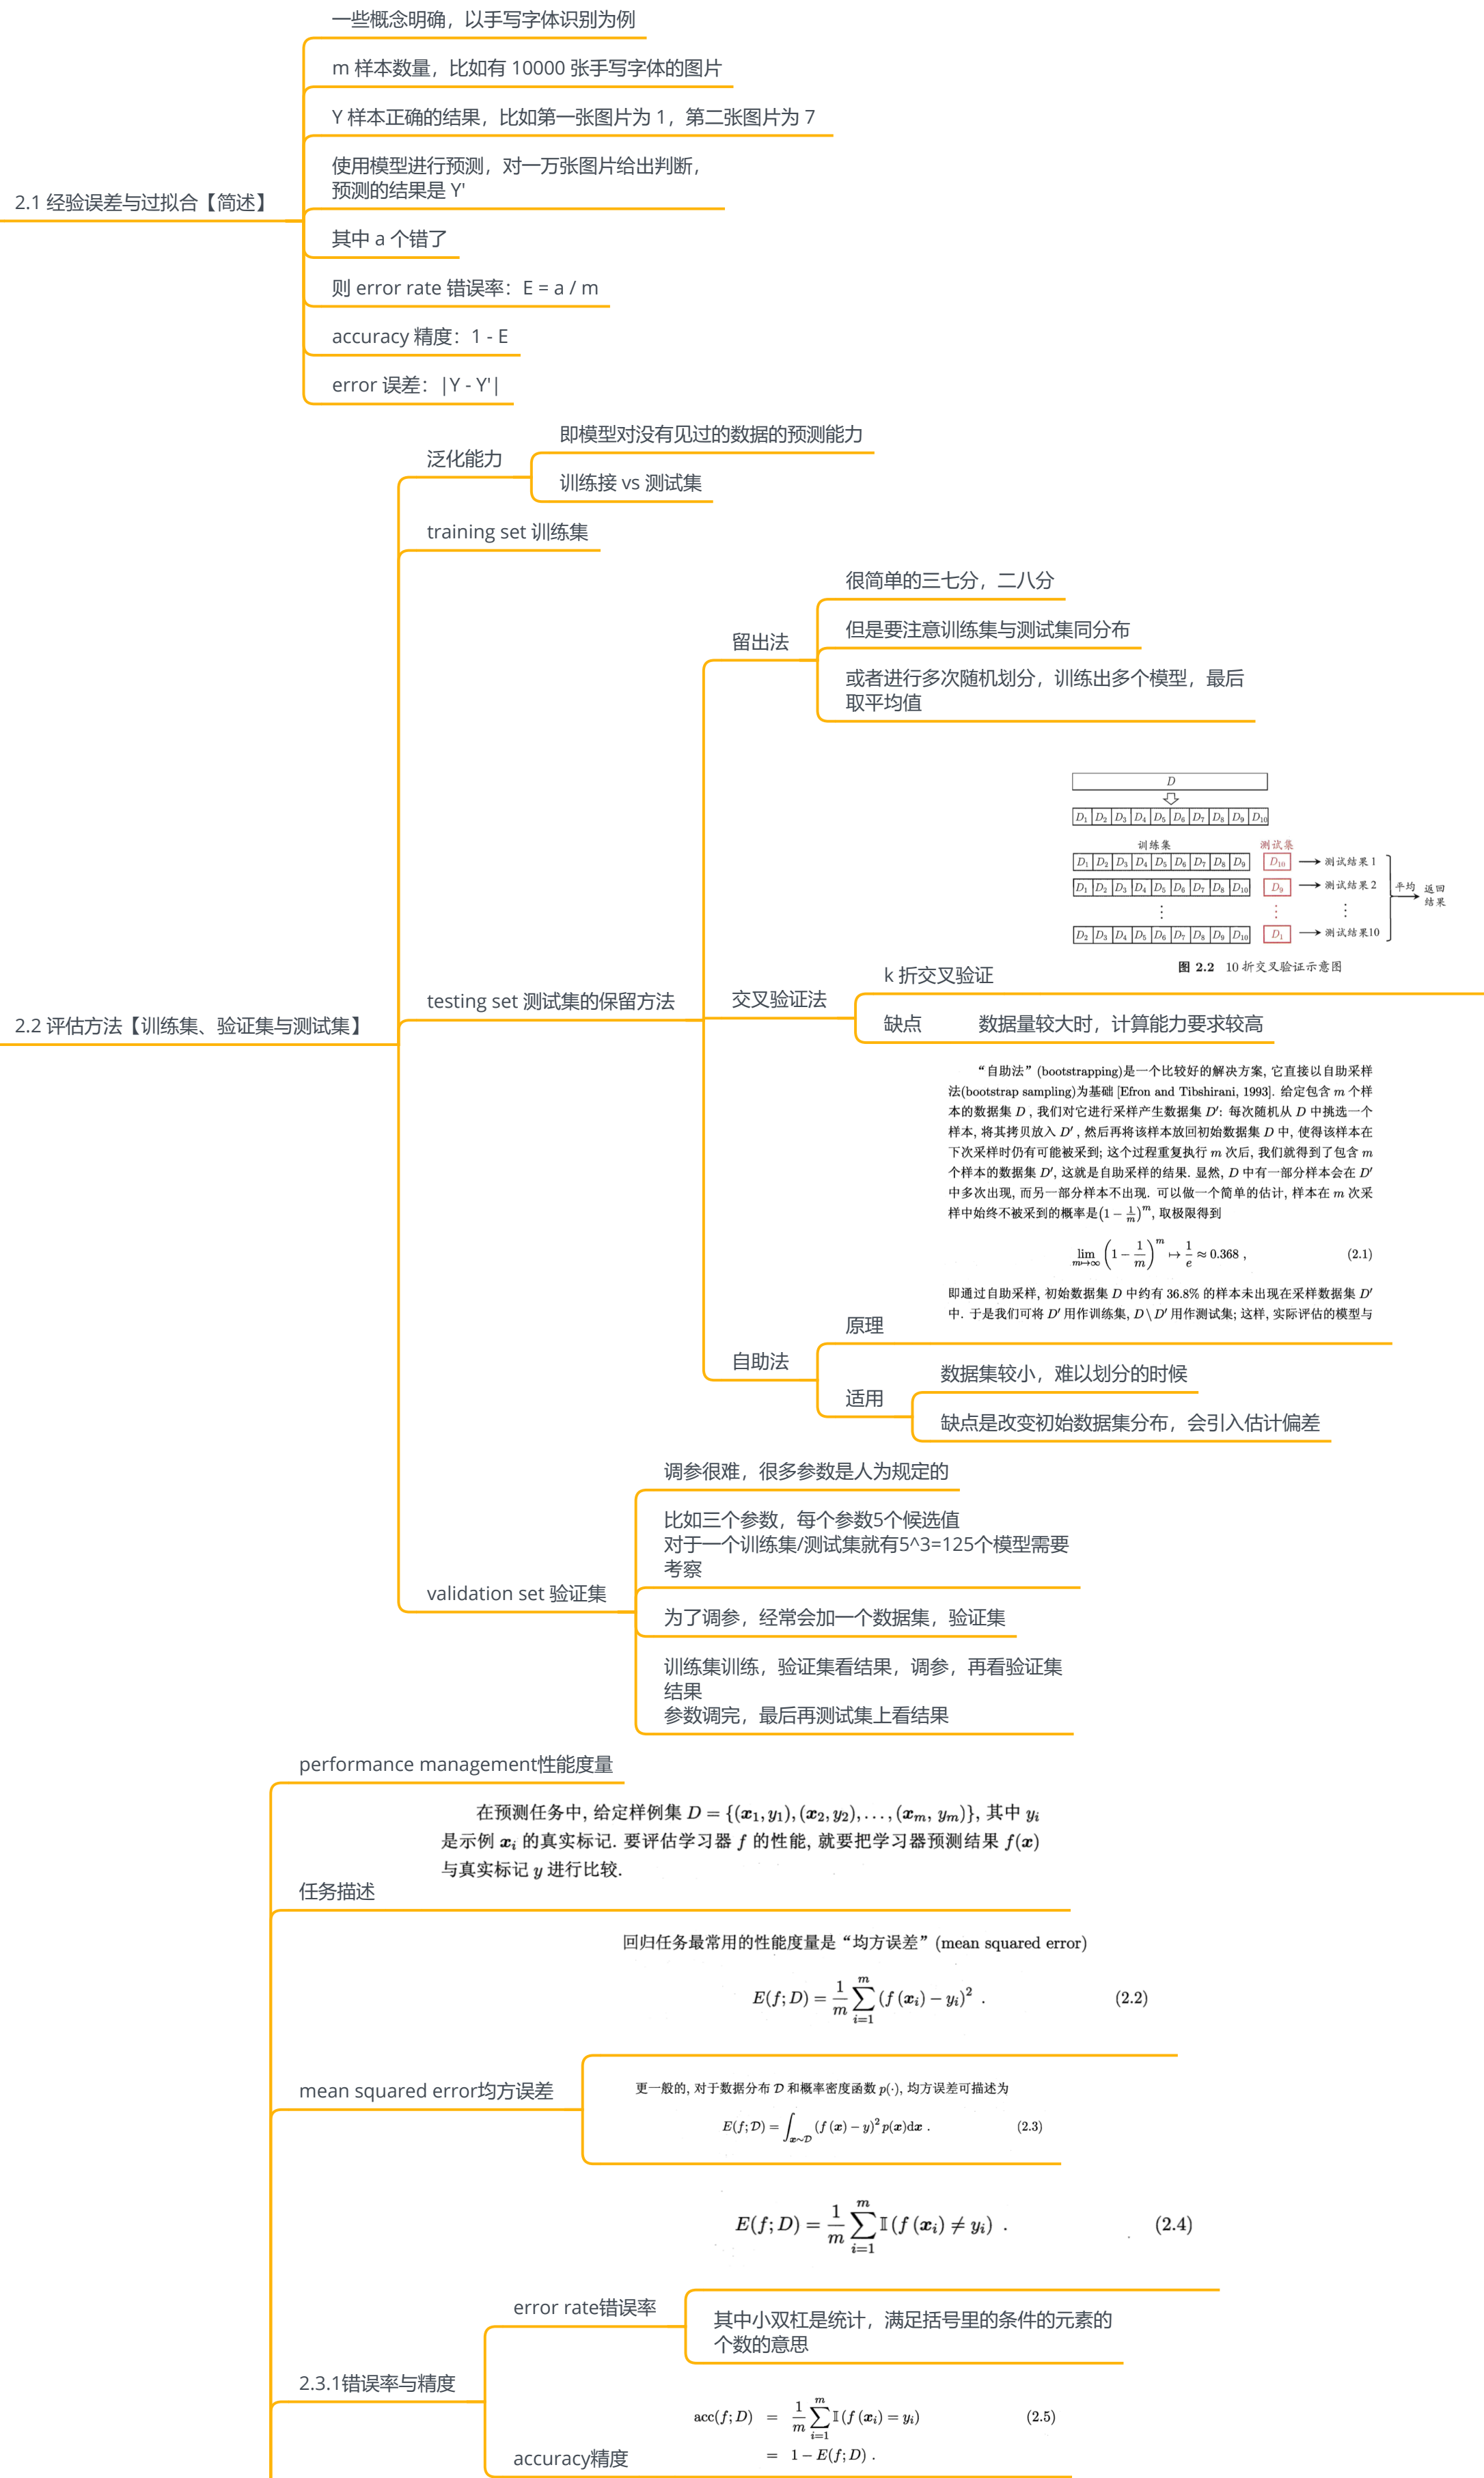 一些概念明确，以手写字体识别为例
m 样本数量，比如有 10000 张手写字体的图片
Y 样本正确的结果，比如第一张图片为 1，第二张图片为 7
使用模型进行预测，对一万张图片给出判断，
预测的结果是 Y'
2.1 经验误差与过拟合【简述】
其中 a 个错了
则 error rate 错误率：E = a / m
accuracy 精度：1 - E
error 误差：|Y - Y'|
即模型对没有见过的数据的预测能力
泛化能力
训练接 vs 测试集
training set 训练集
很简单的三七分，二八分
留出法
但是要注意训练集与测试集同分布
或者进行多次随机划分，训练出多个模型，最后
取平均值
D
D₁ D₂ D₃ D₄ D₅ D₆ D₇ D₈ D₉ D₁₀
训练集 测试集
D₁ D₂ D₃ D₄ D₅ D₆ D₇ D₈ D₉ D₁₀ → 测试结果 1
D₁ D₂ D₃ D₄ D₅ D₆ D₇ D₈ D₁₀ D₉ → 测试结果 2
平均 返回
结果
⋮ ⋮ ⋮
D₂ D₃ D₄ D₅ D₆ D₇ D₈ D₉ D₁₀ D₁ → 测试结果10
图 2.2 10 折交叉验证示意图
k 折交叉验证
交叉验证法
testing set 测试集的保留方法
缺点 数据量较大时，计算能力要求较高
2.2 评估方法【训练集、验证集与测试集】
“自助法” (bootstrapping)是一个比较好的解决方案, 它直接以自助采样
法(bootstrap sampling)为基础 [Efron and Tibshirani, 1993]. 给定包含 m 个样
本的数据集 D , 我们对它进行采样产生数据集 D′: 每次随机从 D 中挑选一个
样本, 将其拷贝放入 D′ , 然后再将该样本放回初始数据集 D 中, 使得该样本在
下次采样时仍有可能被采到; 这个过程重复执行 m 次后, 我们就得到了包含 m
个样本的数据集 D′, 这就是自助采样的结果. 显然, D 中有一部分样本会在 D′
中多次出现, 而另一部分样本不出现. 可以做一个简单的估计, 样本在 m 次采
样中始终不被采到的概率是(1 − 1/m)^m, 取极限得到
lim_{m↦∞} (1 − 1/m)^m ↦ 1/e ≈ 0.368 , (2.1)
即通过自助采样, 初始数据集 D 中约有 36.8% 的样本未出现在采样数据集 D′
中. 于是我们可将 D′ 用作训练集, D \ D′ 用作测试集; 这样, 实际评估的模型与
原理
自助法
数据集较小，难以划分的时候
适用
缺点是改变初始数据集分布，会引入估计偏差
调参很难，很多参数是人为规定的
比如三个参数，每个参数5个候选值
对于一个训练集/测试集就有5^3=125个模型需要
考察
validation set 验证集
为了调参，经常会加一个数据集，验证集
训练集训练，验证集看结果，调参，再看验证集
结果
参数调完，最后再测试集上看结果
performance management性能度量
在预测任务中, 给定样例集 D = {(x₁, y₁), (x₂, y₂), . . . , (xₘ, yₘ)}, 其中 yᵢ
是示例 xᵢ 的真实标记. 要评估学习器 f 的性能, 就要把学习器预测结果 f(x)
与真实标记 y 进行比较.
任务描述
回归任务最常用的性能度量是 “均方误差” (mean squared error)
E(f; D) = 1/m ∑_{i=1}^{m} (f (xᵢ) − yᵢ)² . (2.2)
mean squared error均方误差
更一般的, 对于数据分布 𝒟 和概率密度函数 p(·), 均方误差可描述为
E(f; 𝒟) = ∫_{x∼𝒟} (f (x) − y)² p(x)dx . (2.3)
E(f; D) = 1/m ∑_{i=1}^{m} 𝕀 (f (xᵢ) ≠ yᵢ) . (2.4)
error rate错误率
其中小双杠是统计，满足括号里的条件的元素的
个数的意思
2.3.1错误率与精度
acc(f; D) = 1/m ∑_{i=1}^{m} 𝕀 (f (xᵢ) = yᵢ) (2.5)
= 1 − E(f; D) .
accuracy精度